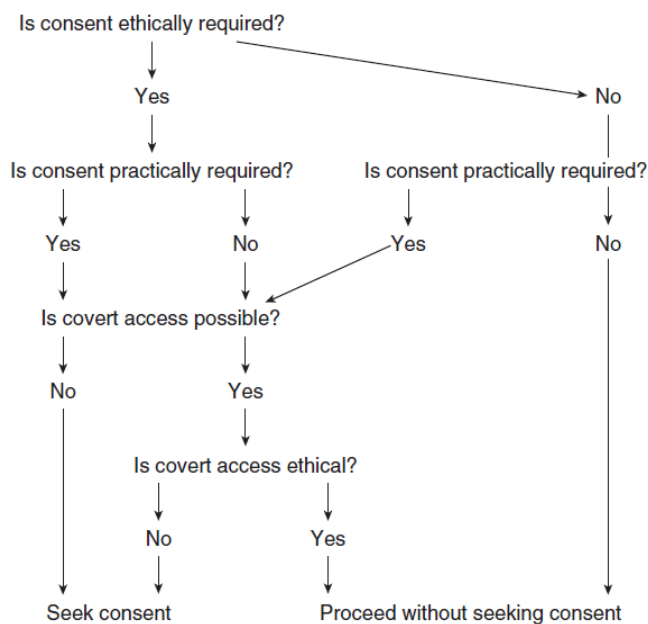 Is consent ethically required?
Yes
No
Is consent practically required?
Is consent practically required?
Yes
No
Yes
No
Is covert access possible?
No
Yes
Is covert access ethical?
No
Yes
Seek consent
Proceed without seeking consent